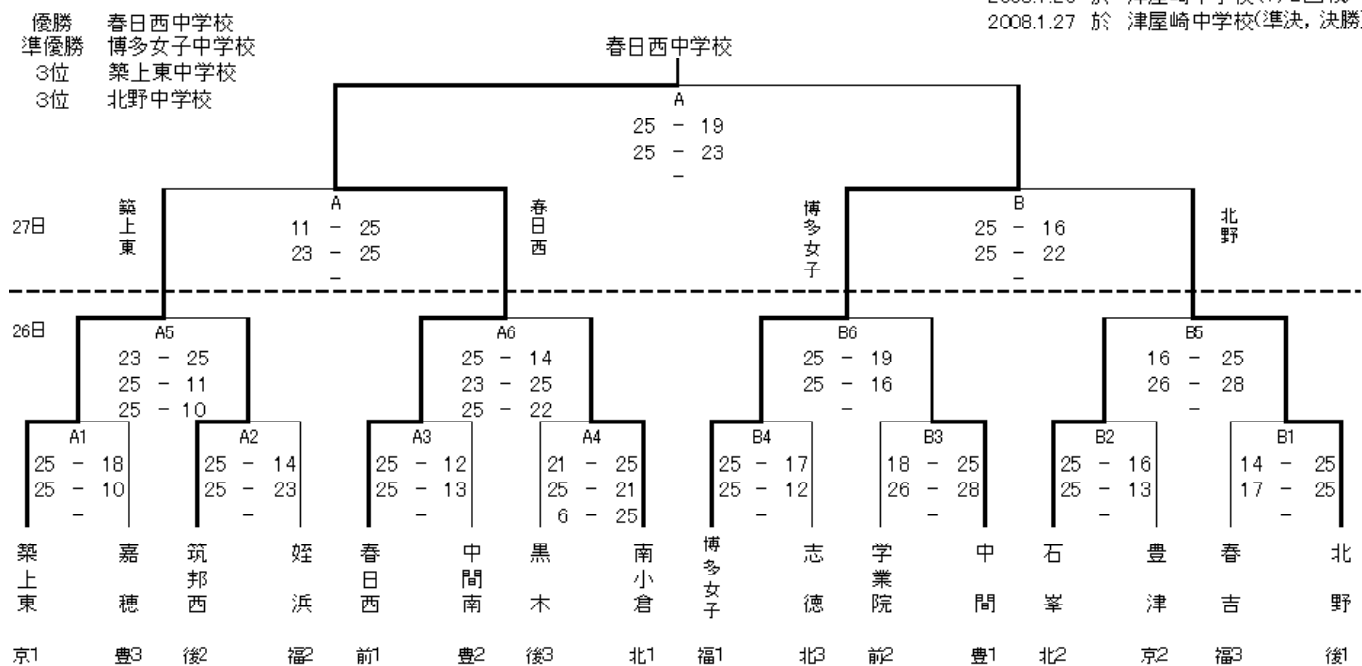 優勝 春日西中学校
準優勝 博多女子中学校
3位 築上東中学校
3位 北野中学校
2008.1.27 於 津屋崎中学校(準決，決勝)
春日西中学校
A
25 - 19
25 - 23
-
27日
築上東
A
11 - 25
23 - 25
-
春日西
博多女子
B
25 - 16
25 - 22
-
北野
26日
A5
23 - 25
25 - 11
25 - 10
A6
25 - 14
23 - 25
25 - 22
B6
25 - 19
25 - 16
-
B5
16 - 25
26 - 28
-
A1
25 - 18
25 - 10
-
A2
25 - 14
25 - 23
-
A3
25 - 12
25 - 13
-
A4
21 - 25
25 - 21
6 - 25
B4
25 - 17
25 - 12
-
B3
18 - 25
26 - 28
-
B2
25 - 16
25 - 13
-
B1
14 - 25
17 - 25
-
築上東
嘉穂
筑邦西
姪浜
春日西
中間南
黒木
南小倉
博多女子
志徳
学業院
中間
石峯
豊津
春吉
北野
京1 豊3 後2 福2 前1 豊2 後3 北1 福1 北3 前2 豊1 北2 京2 福3 後1